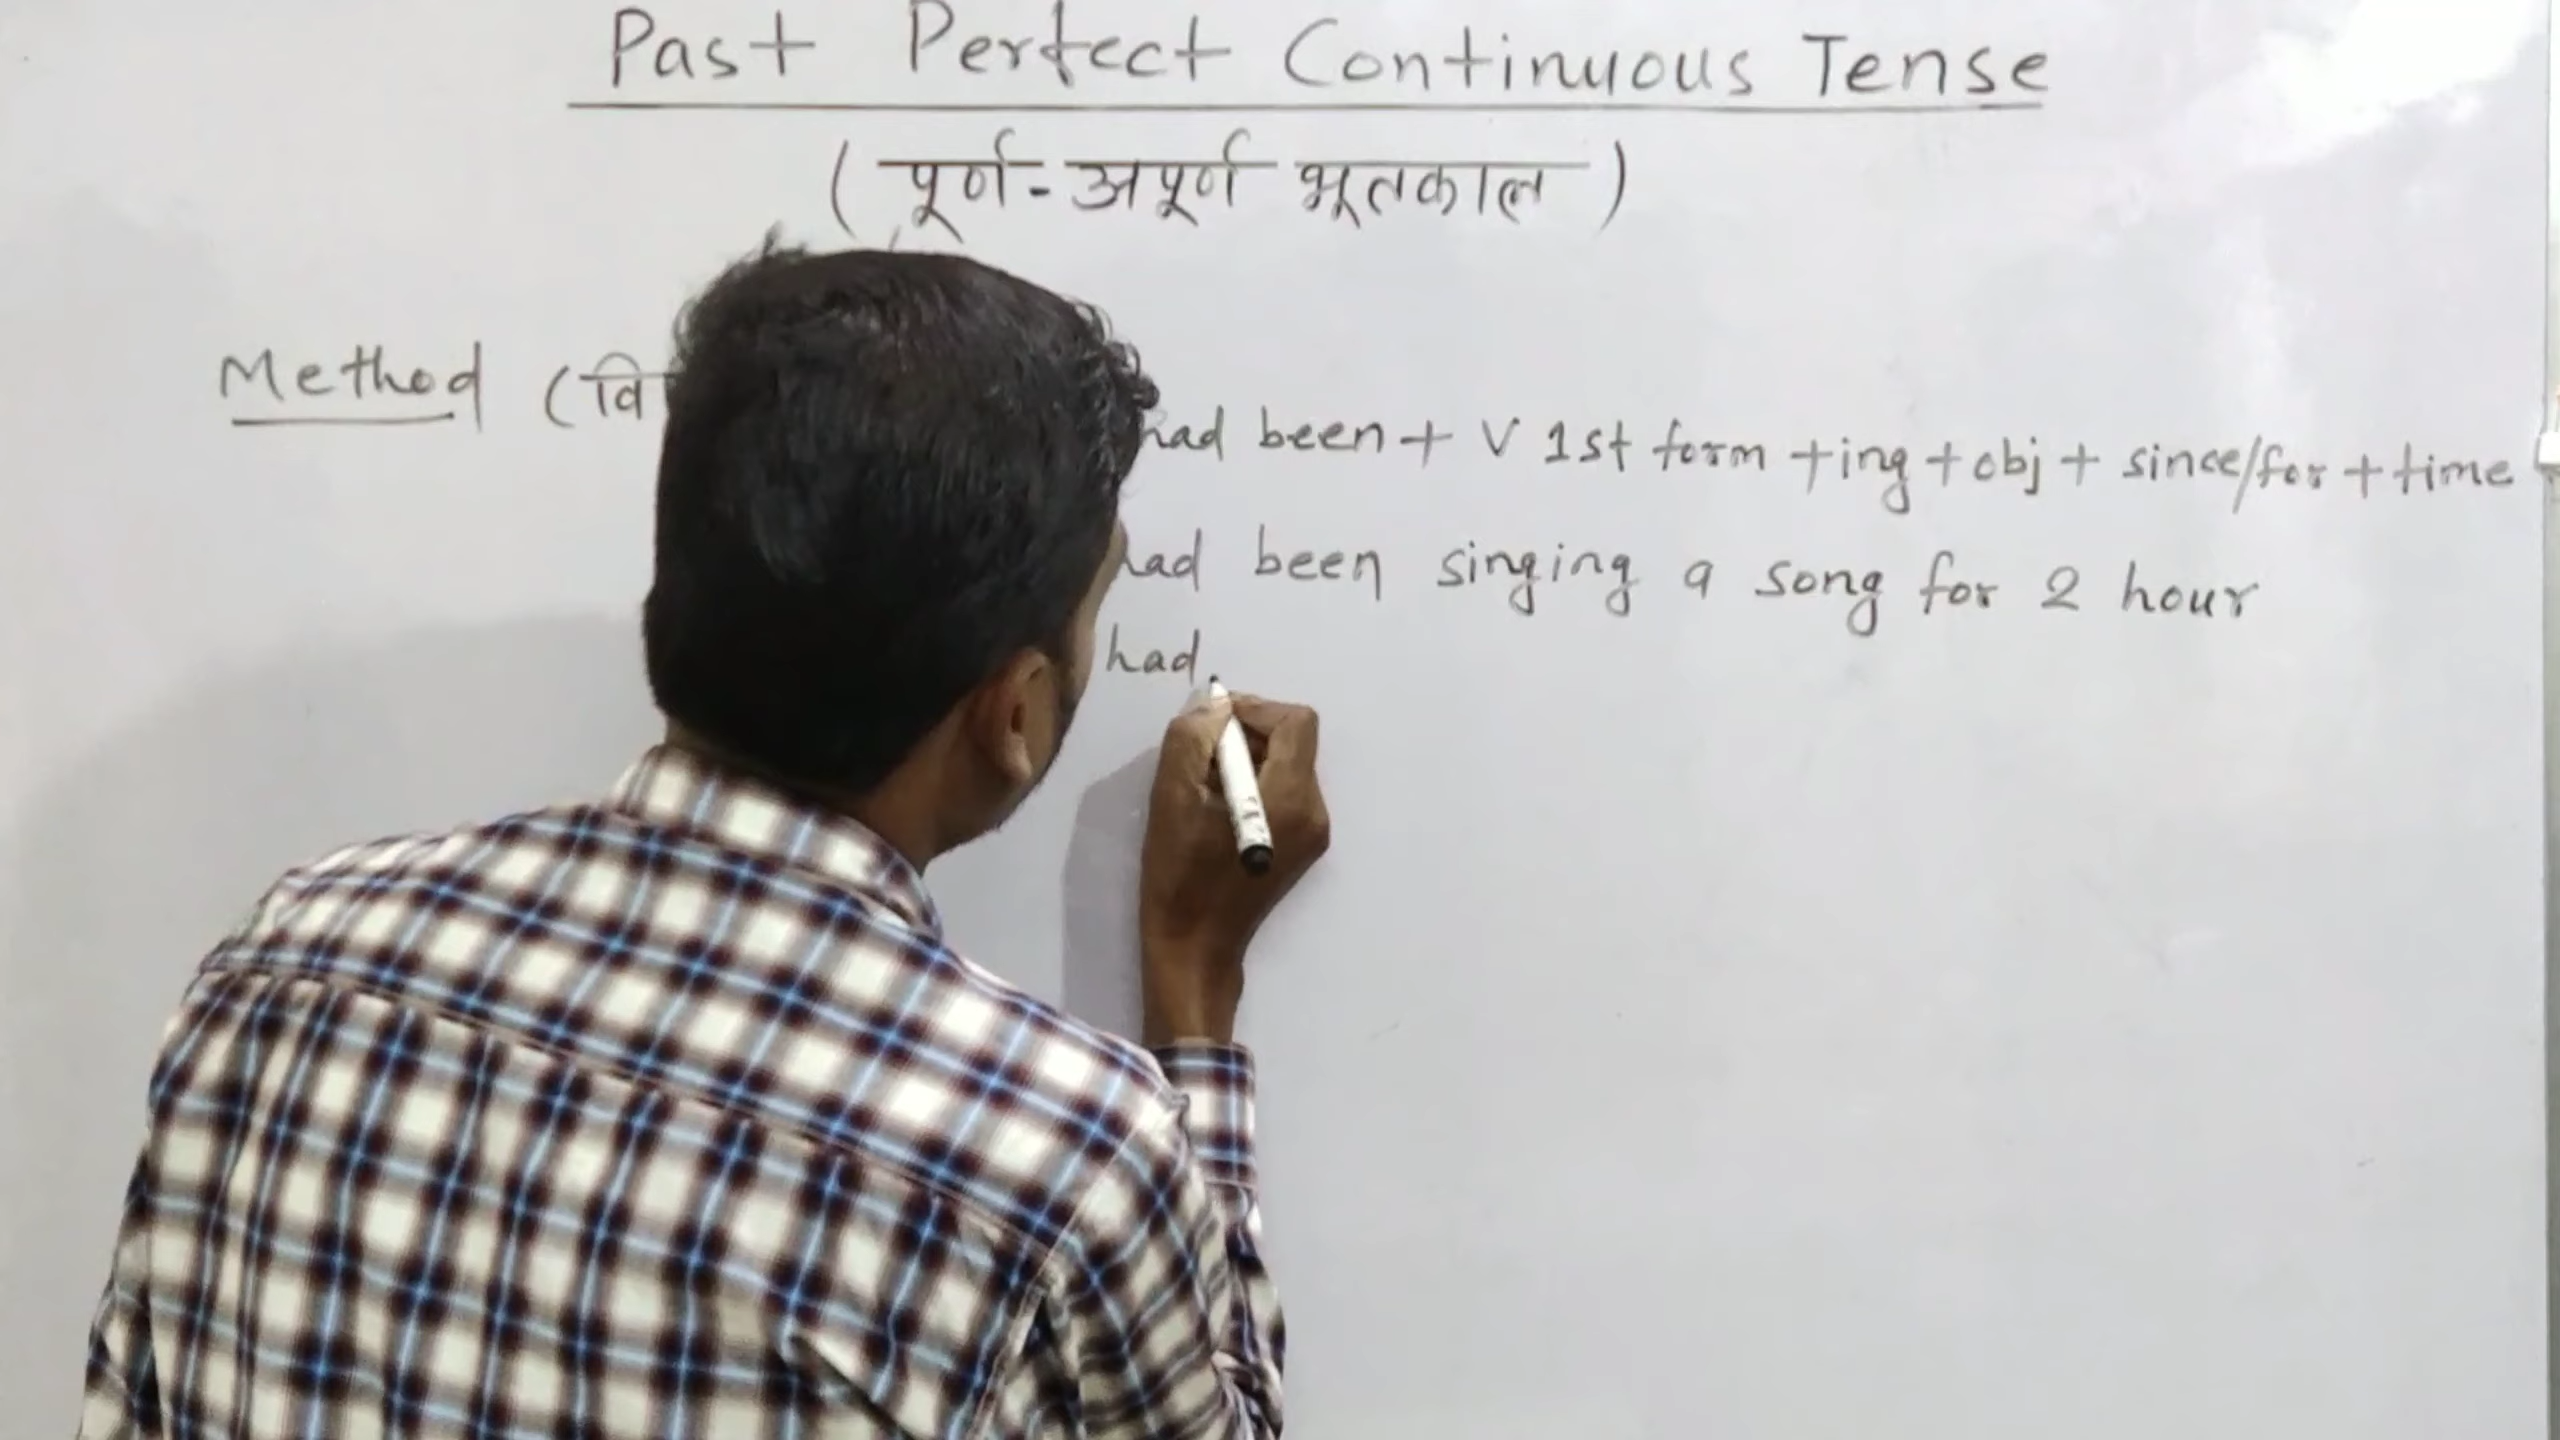 Past Perfect Continuous Tense
(पूर्ण-अपूर्ण भूतकाल)
Method (वि
had been + V 1st form +ing + obj + since/for + time
had been singing a song for 2 hour
had